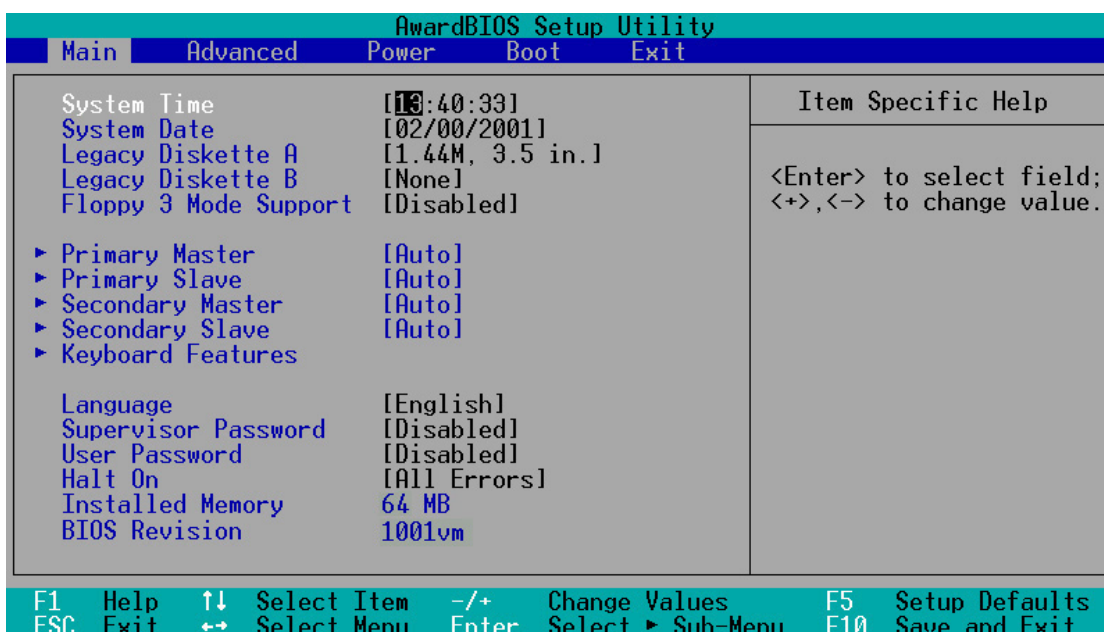 AwardBIOS Setup Utility
Main Advanced Power Boot Exit
System Time [13:40:33]
System Date [02/00/2001]
Legacy Diskette A [1.44M, 3.5 in.]
Legacy Diskette B [None]
Floppy 3 Mode Support [Disabled]
► Primary Master [Auto]
► Primary Slave [Auto]
► Secondary Master [Auto]
► Secondary Slave [Auto]
► Keyboard Features
Language [English]
Supervisor Password [Disabled]
User Password [Disabled]
Halt On [All Errors]
Installed Memory 64 MB
BIOS Revision 1001vm
Item Specific Help
<Enter> to select field;
<+>,<-> to change value.
F1 Help ↑↓ Select Item -/+ Change Values F5 Setup Defaults
ESC Exit ←→ Select Menu Enter Select ► Sub-Menu F10 Save and Exit